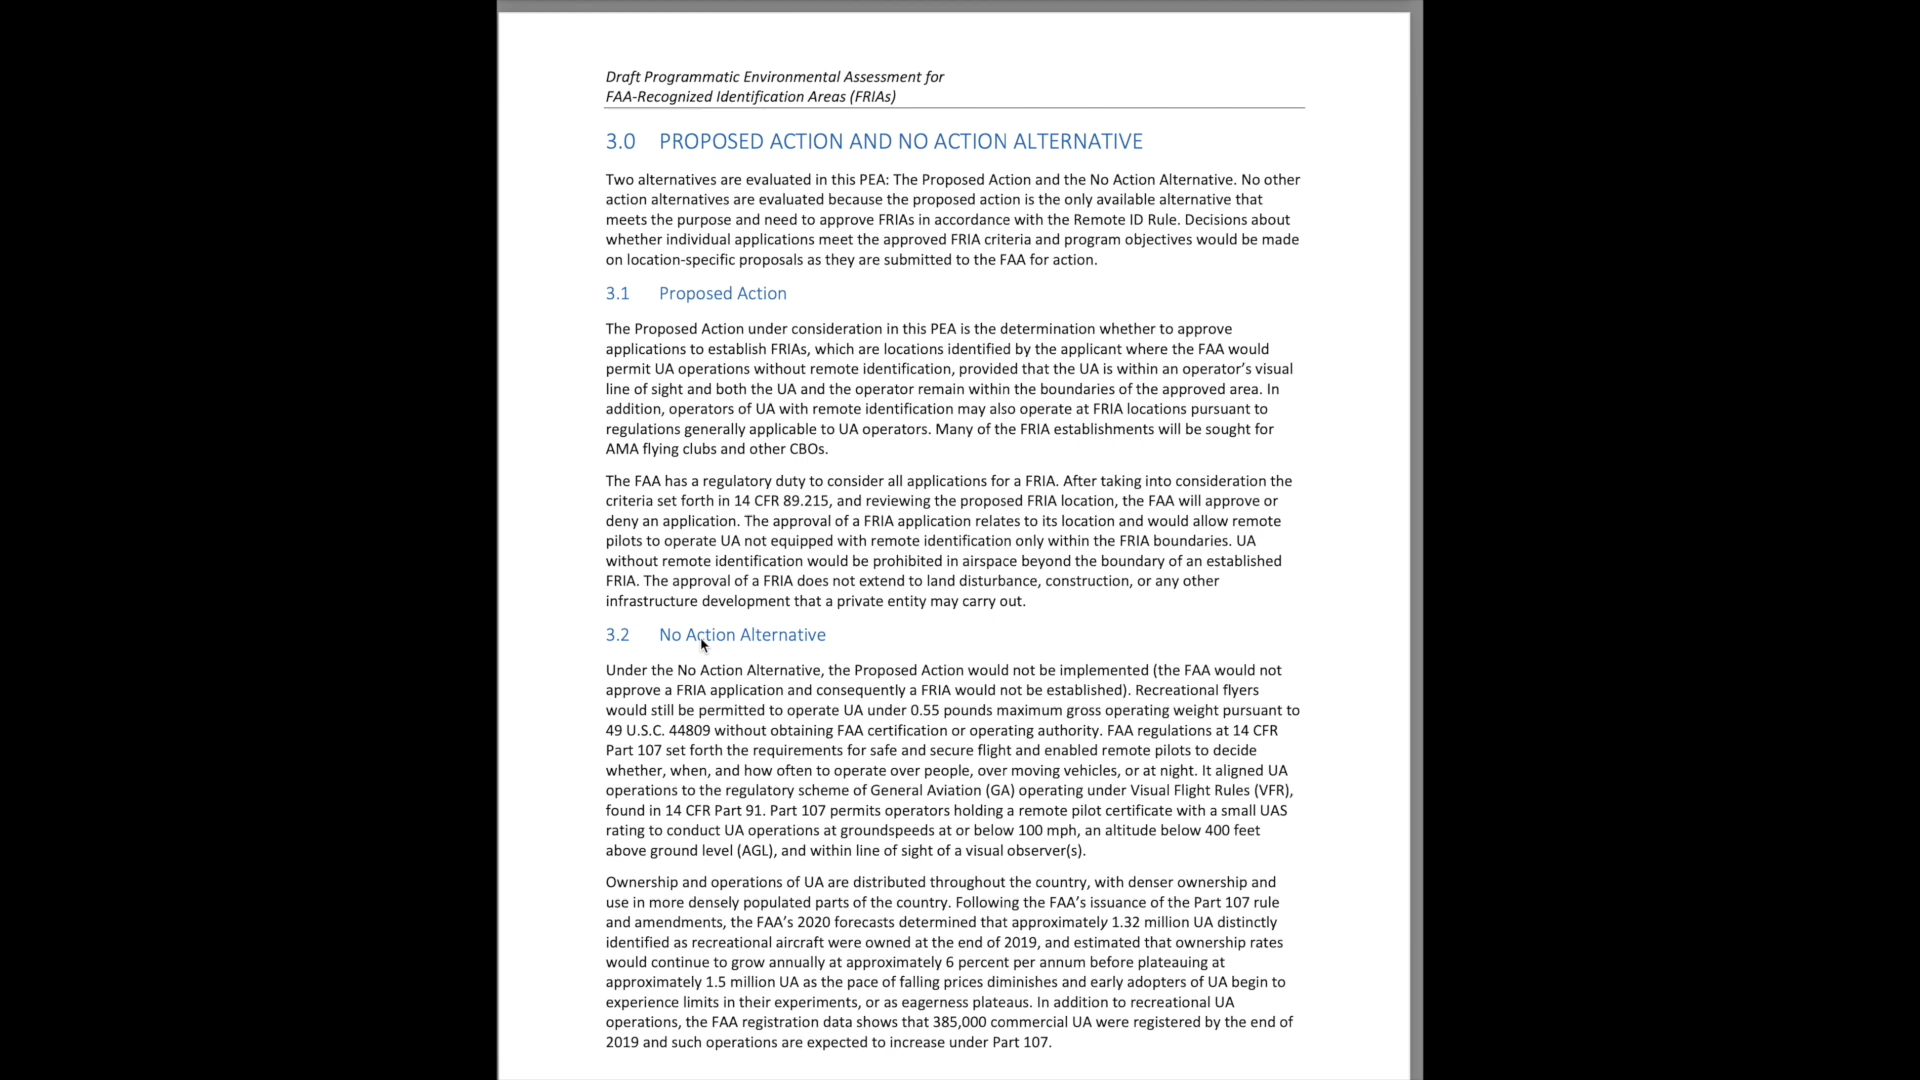 Draft Programmatic Environmental Assessment for
FAA-Recognized Identification Areas (FRIAs)
3.0 PROPOSED ACTION AND NO ACTION ALTERNATIVE
Two alternatives are evaluated in this PEA: The Proposed Action and the No Action Alternative. No other
action alternatives are evaluated because the proposed action is the only available alternative that
meets the purpose and need to approve FRIAs in accordance with the Remote ID Rule. Decisions about
whether individual applications meet the approved FRIA criteria and program objectives would be made
on location-specific proposals as they are submitted to the FAA for action.
3.1 Proposed Action
The Proposed Action under consideration in this PEA is the determination whether to approve
applications to establish FRIAs, which are locations identified by the applicant where the FAA would
permit UA operations without remote identification, provided that the UA is within an operator’s visual
line of sight and both the UA and the operator remain within the boundaries of the approved area. In
addition, operators of UA with remote identification may also operate at FRIA locations pursuant to
regulations generally applicable to UA operators. Many of the FRIA establishments will be sought for
AMA flying clubs and other CBOs.
The FAA has a regulatory duty to consider all applications for a FRIA. After taking into consideration the
criteria set forth in 14 CFR 89.215, and reviewing the proposed FRIA location, the FAA will approve or
deny an application. The approval of a FRIA application relates to its location and would allow remote
pilots to operate UA not equipped with remote identification only within the FRIA boundaries. UA
without remote identification would be prohibited in airspace beyond the boundary of an established
FRIA. The approval of a FRIA does not extend to land disturbance, construction, or any other
infrastructure development that a private entity may carry out.
3.2 No Action Alternative
Under the No Action Alternative, the Proposed Action would not be implemented (the FAA would not
approve a FRIA application and consequently a FRIA would not be established). Recreational flyers
would still be permitted to operate UA under 0.55 pounds maximum gross operating weight pursuant to
49 U.S.C. 44809 without obtaining FAA certification or operating authority. FAA regulations at 14 CFR
Part 107 set forth the requirements for safe and secure flight and enabled remote pilots to decide
whether, when, and how often to operate over people, over moving vehicles, or at night. It aligned UA
operations to the regulatory scheme of General Aviation (GA) operating under Visual Flight Rules (VFR),
found in 14 CFR Part 91. Part 107 permits operators holding a remote pilot certificate with a small UAS
rating to conduct UA operations at groundspeeds at or below 100 mph, an altitude below 400 feet
above ground level (AGL), and within line of sight of a visual observer(s).
Ownership and operations of UA are distributed throughout the country, with denser ownership and
use in more densely populated parts of the country. Following the FAA’s issuance of the Part 107 rule
and amendments, the FAA’s 2020 forecasts determined that approximately 1.32 million UA distinctly
identified as recreational aircraft were owned at the end of 2019, and estimated that ownership rates
would continue to grow annually at approximately 6 percent per annum before plateauing at
approximately 1.5 million UA as the pace of falling prices diminishes and early adopters of UA begin to
experience limits in their experiments, or as eagerness plateaus. In addition to recreational UA
operations, the FAA registration data shows that 385,000 commercial UA were registered by the end of
2019 and such operations are expected to increase under Part 107.